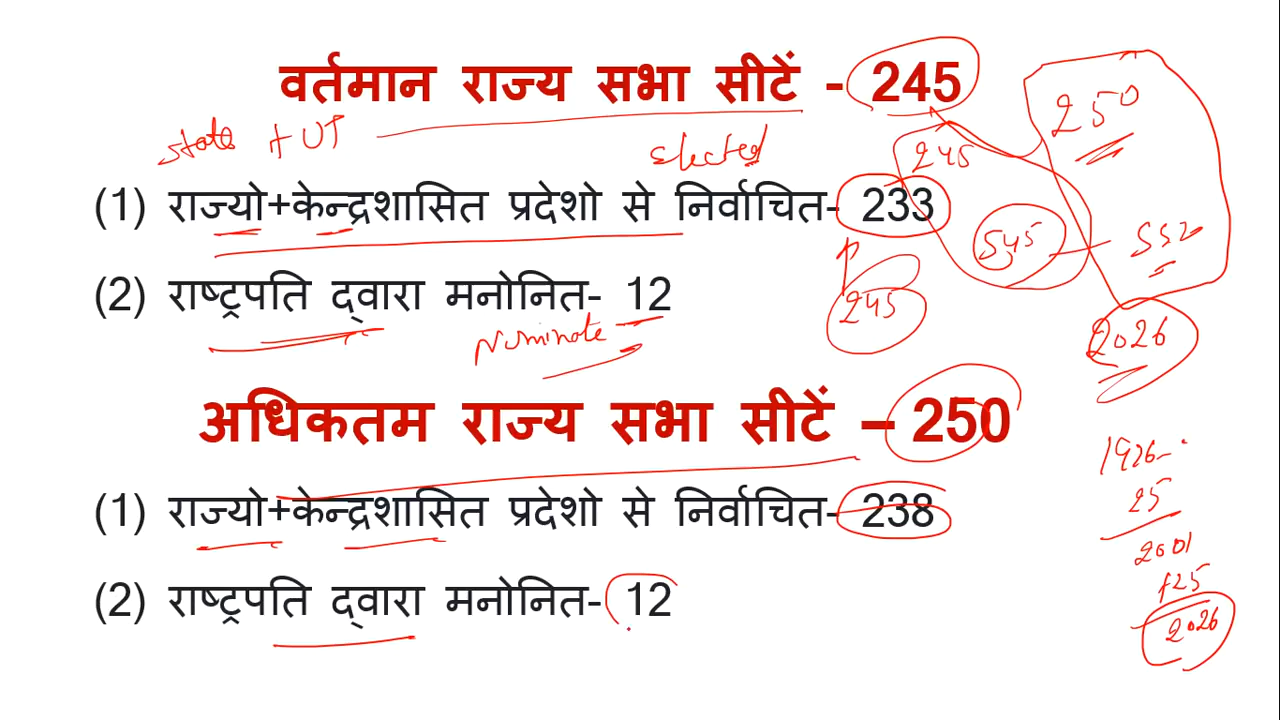 वर्तमान राज्य सभा सीटें - 245
state + UT
Elected
250
245
(1) राज्यो+केन्द्रशासित प्रदेशो से निर्वाचित- 233
545
552
(2) राष्ट्रपति द्वारा मनोनित- 12
245
Nominate
2026
अधिकतम राज्य सभा सीटें – 250
1976
25
(1) राज्यो+केन्द्रशासित प्रदेशो से निर्वाचित- 238
2001
+25
(2) राष्ट्रपति द्वारा मनोनित- 12
2026